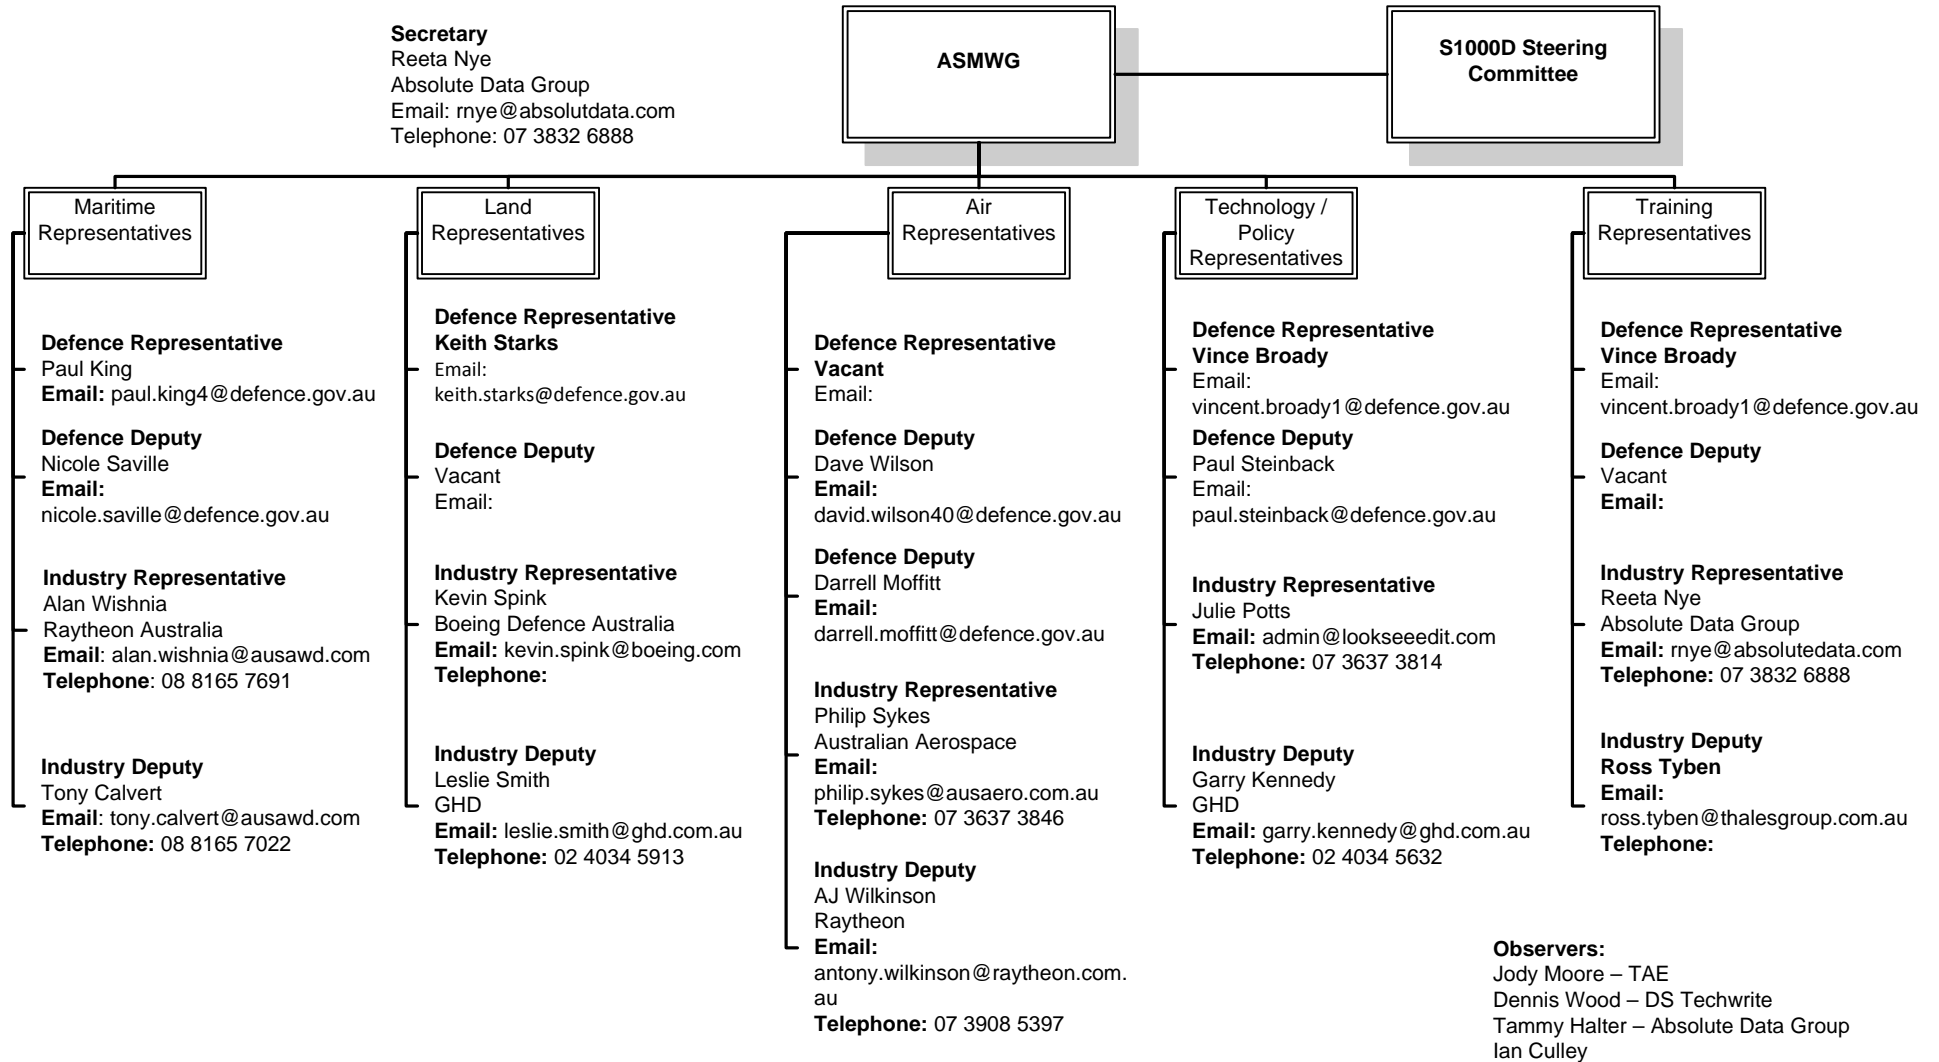 Secretary
Reeta Nye
Absolute Data Group
Email: rnye@absolutdata.com
Telephone: 07 3832 6888
ASMWG
S1000D Steering
Committee
Maritime
Representatives
Defence Representative
Paul King
Email: paul.king4@defence.gov.au
Defence Deputy
Nicole Saville
Email:
nicole.saville@defence.gov.au
Industry Representative
Alan Wishnia
Raytheon Australia
Email: alan.wishnia@ausawd.com
Telephone: 08 8165 7691
Industry Deputy
Tony Calvert
Email: tony.calvert@ausawd.com
Telephone: 08 8165 7022
Land
Representatives
Defence Representative
Keith Starks
Email:
keith.starks@defence.gov.au
Defence Deputy
Vacant
Email:
Industry Representative
Kevin Spink
Boeing Defence Australia
Email: kevin.spink@boeing.com
Telephone:
Industry Deputy
Leslie Smith
GHD
Email: leslie.smith@ghd.com.au
Telephone: 02 4034 5913
Air
Representatives
Defence Representative
Vacant
Email:
Defence Deputy
Dave Wilson
Email:
david.wilson40@defence.gov.au
Defence Deputy
Darrell Moffitt
Email:
darrell.moffitt@defence.gov.au
Industry Representative
Philip Sykes
Australian Aerospace
Email:
philip.sykes@ausaero.com.au
Telephone: 07 3637 3846
Industry Deputy
AJ Wilkinson
Raytheon
Email:
antony.wilkinson@raytheon.com.
au
Telephone: 07 3908 5397
Technology /
Policy
Representatives
Defence Representative
Vince Broady
Email:
vincent.broady1@defence.gov.au
Defence Deputy
Paul Steinback
Email:
paul.steinback@defence.gov.au
Industry Representative
Julie Potts
Email: admin@lookseeedit.com
Telephone: 07 3637 3814
Industry Deputy
Garry Kennedy
GHD
Email: garry.kennedy@ghd.com.au
Telephone: 02 4034 5632
Training
Representatives
Defence Representative
Vince Broady
Email:
vincent.broady1@defence.gov.au
Defence Deputy
Vacant
Email:
Industry Representative
Reeta Nye
Absolute Data Group
Email: rnye@absolutedata.com
Telephone: 07 3832 6888
Industry Deputy
Ross Tyben
Email:
ross.tyben@thalesgroup.com.au
Telephone:
Observers:
Jody Moore – TAE
Dennis Wood – DS Techwrite
Tammy Halter – Absolute Data Group
Ian Culley